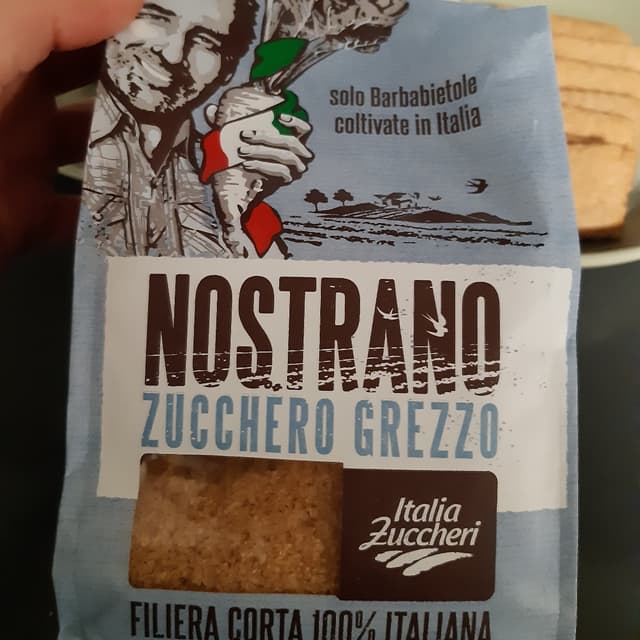 solo Barbabietole
coltivate in Italia
NOSTRANO
ZUCCHERO GREZZO
Italia
Zuccheri
FILIERA CORTA 100% ITALIANA